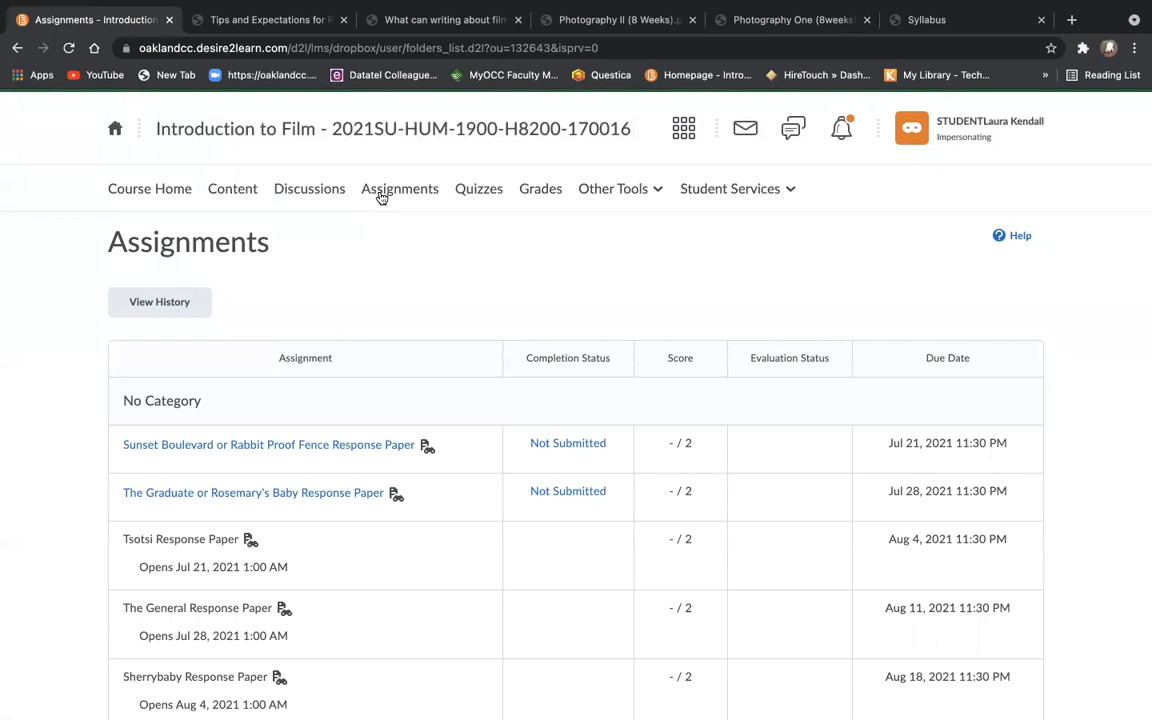 Assignments - Introduction
Tips and Expectations for R
What can writing about film
Photography II (8 Weeks).p
Photography One (8weeks)
Syllabus
oaklandcc.desire2learn.com/d2l/lms/dropbox/user/folders_list.d2l?ou=132643&isprv=0
Apps
YouTube
New Tab
https://oaklandcc....
Datatel Colleague...
MyOCC Faculty M...
Questica
Homepage - Intro...
HireTouch » Dash...
My Library - Tech...
»
Reading List
Introduction to Film - 2021SU-HUM-1900-H8200-170016
STUDENTLaura Kendall
Impersonating
Course Home Content Discussions Assignments Quizzes Grades Other Tools Student Services
Assignments
Help
View History
Assignment Completion Status Score Evaluation Status Due Date
No Category
Sunset Boulevard or Rabbit Proof Fence Response Paper Not Submitted - / 2 Jul 21, 2021 11:30 PM
The Graduate or Rosemary's Baby Response Paper Not Submitted - / 2 Jul 28, 2021 11:30 PM
Tsotsi Response Paper - / 2 Aug 4, 2021 11:30 PM
Opens Jul 21, 2021 1:00 AM
The General Response Paper - / 2 Aug 11, 2021 11:30 PM
Opens Jul 28, 2021 1:00 AM
Sherrybaby Response Paper - / 2 Aug 18, 2021 11:30 PM
Opens Aug 4, 2021 1:00 AM